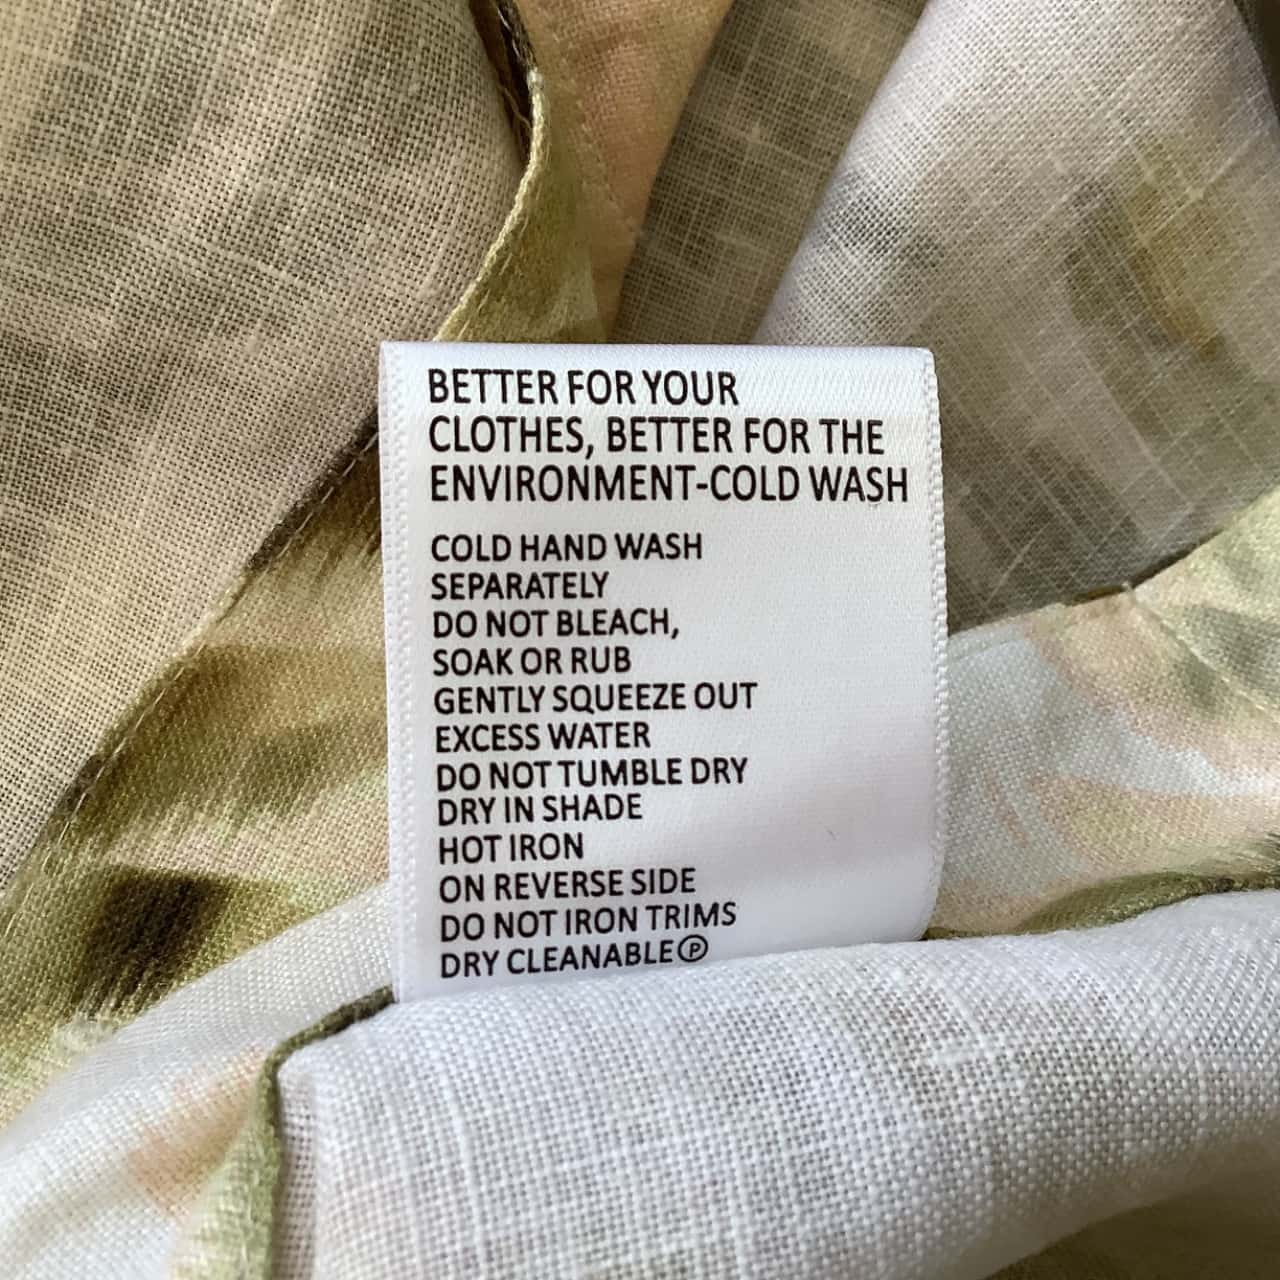 BETTER FOR YOUR
CLOTHES, BETTER FOR THE
ENVIRONMENT-COLD WASH
COLD HAND WASH
SEPARATELY
DO NOT BLEACH,
SOAK OR RUB
GENTLY SQUEEZE OUT
EXCESS WATER
DO NOT TUMBLE DRY
DRY IN SHADE
HOT IRON
ON REVERSE SIDE
DO NOT IRON TRIMS
DRY CLEANABLE Ⓟ